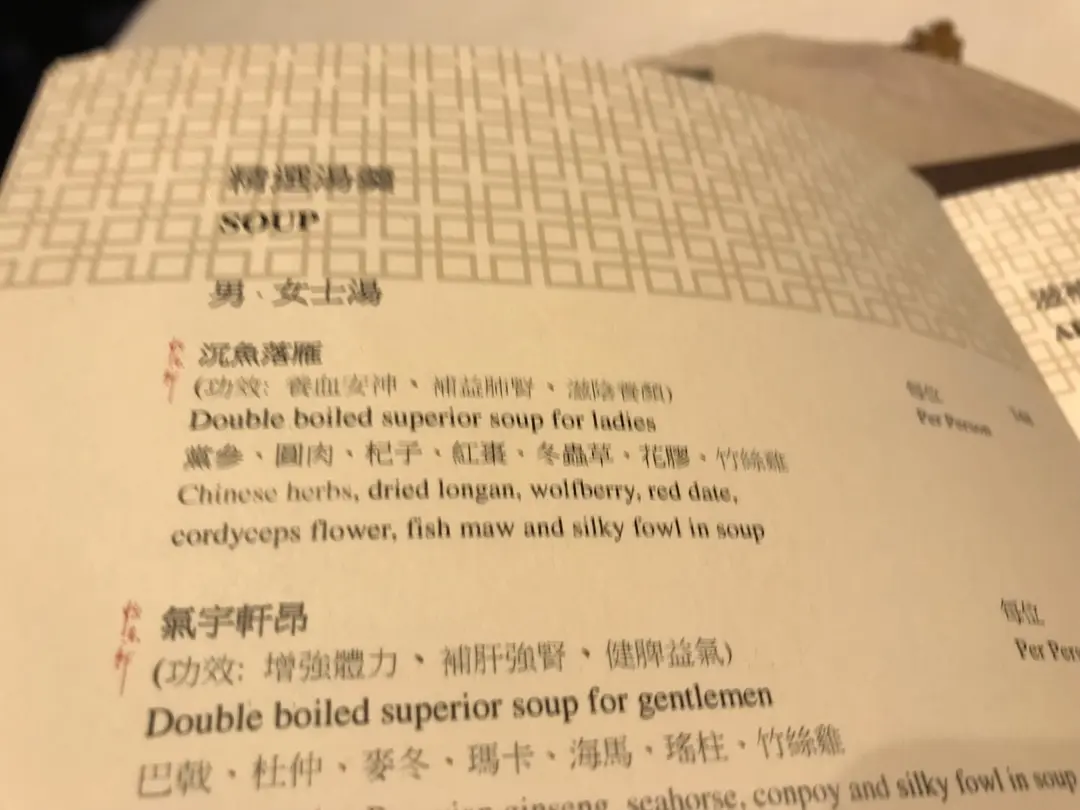 精選湯羹
SOUP
男、女士湯
沉魚落雁
(功效: 養血安神、補益肺腎、滋陰養顏)
每位
Double boiled superior soup for ladies
Per Person
黨參、圓肉、杞子、紅棗、冬蟲草、花膠、竹絲雞
Chinese herbs, dried longan, wolfberry, red date,
cordyceps flower, fish maw and silky fowl in soup
氣宇軒昂
每位
(功效: 增強體力、補肝強腎、健脾益氣)
Per Pers
Double boiled superior soup for gentlemen
巴戟、杜仲、麥冬、瑪卡、海馬、瑤柱、竹絲雞
ginseng, seahorse, conpoy and silky fowl in soup